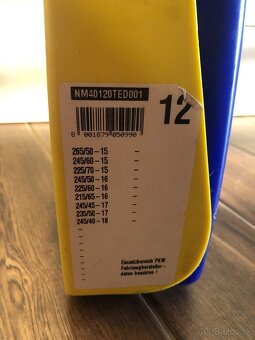 NM40120TED001
12
8 001879 050990
265/50-15 -
245/60-15 -
225/70-15 -
245/50-16 -
225/60-16 -
215/65-16 -
245/45-17 -
235/50-17 -
245/40-18 -
Einsatzbereich PKW
Fahrzeughersteller-
daten beachten !